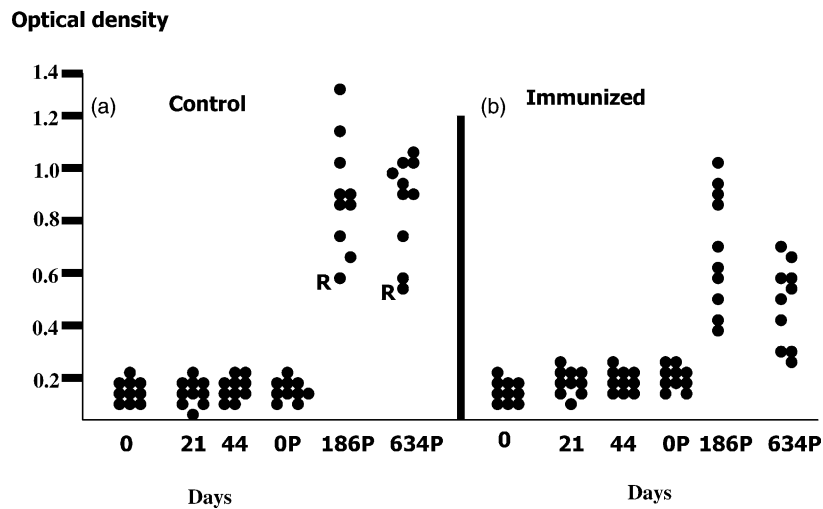 Optical density
1.4
1.2
1.0
0.8
0.6
0.4
0.2
(a)
Control
R
R
0 21 44 0P 186P 634P
Days
(b)
Immunized
0 21 44 0P 186P 634P
Days